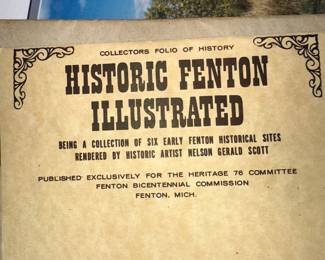 COLLECTORS FOLIO OF HISTORY
HISTORIC FENTON
ILLUSTRATED
BEING A COLLECTION OF SIX EARLY FENTON HISTORICAL SITES
RENDERED BY HISTORIC ARTIST NELSON GERALD SCOTT
PUBLISHED EXCLUSIVELY FOR THE HERITAGE 76 COMMITTEE
FENTON BICENTENNIAL COMMISSION
FENTON, MICH.